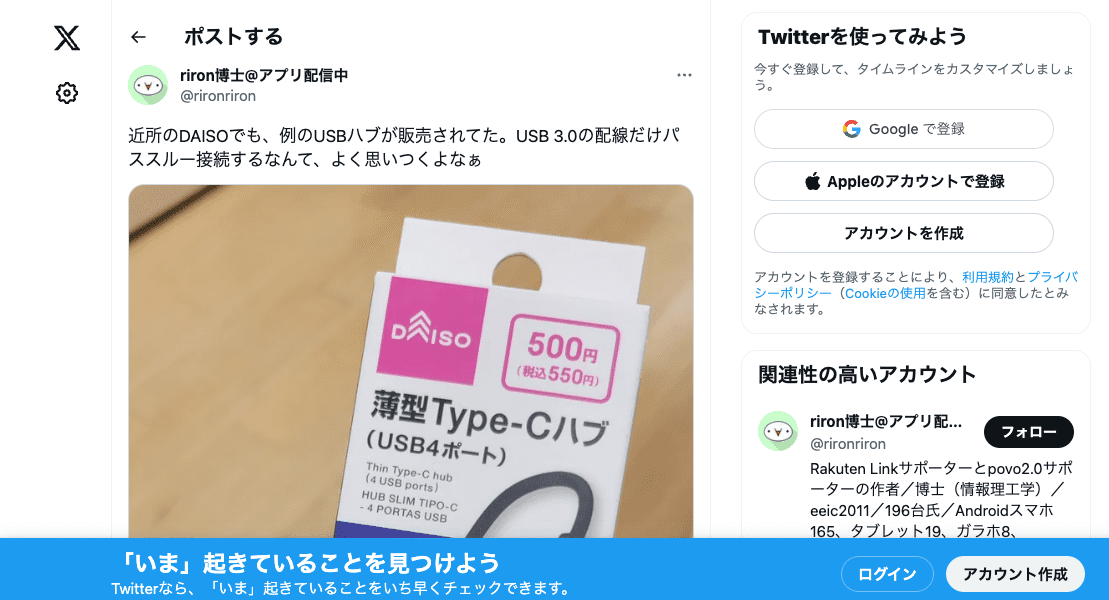 ポストする
riron博士@アプリ配信中
@rironriron
近所のDAISOでも、例のUSBハブが販売されてた。USB 3.0の配線だけパ
ススルー接続するなんて、よく思いつくよなぁ
DAISO
500円
(税込550円)
薄型Type-Cハブ
(USB4ポート)
Thin Type-C hub
(4 USB ports)
HUB SLIM TIPO-C
- 4 PORTAS USB
Twitterを使ってみよう
今すぐ登録して、タイムラインをカスタマイズしましょ
う。
Google で登録
Appleのアカウントで登録
アカウントを作成
アカウントを登録することにより、利用規約とプライバ
シーポリシー（Cookieの使用を含む）に同意したとみ
なされます。
関連性の高いアカウント
riron博士@アプリ配...
@rironriron
フォロー
Rakuten Linkサポーターとpovo2.0サポ
ーターの作者／博士（情報理工学）／
eeic2011／196台氏／Androidスマホ
165、タブレット19、ガラホ8、
「いま」起きていることを見つけよう
Twitterなら、「いま」起きていることをいち早くチェックできます。
ログイン
アカウント作成